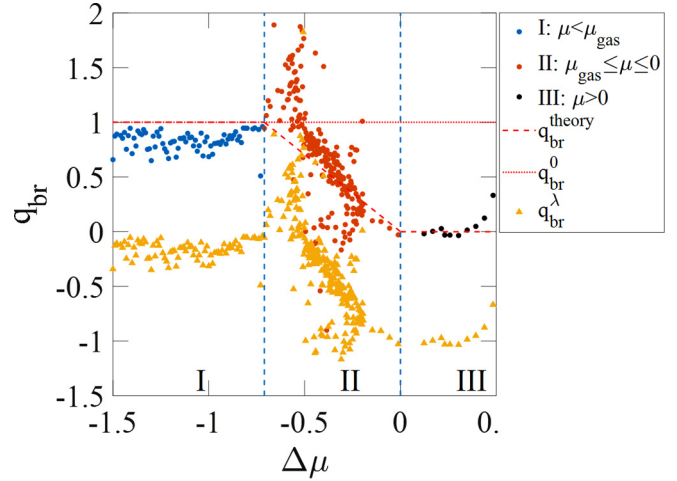 2
1.5
1
0.5
0
-0.5
-1
-1.5
q_br
I II III
-1.5 -1 -0.5 0 0.
Δμ
I: μ<μ_gas
II: μ_gas≤μ≤0
III: μ>0
q_br^theory
q_br^0
q_br^λ